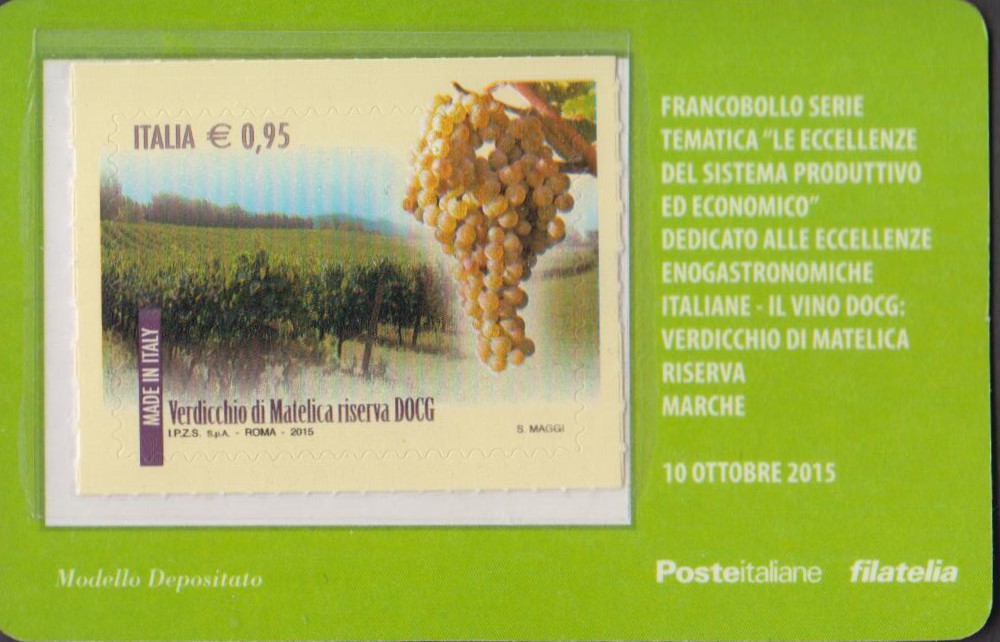 ITALIA € 0,95
MADE IN ITALY
Verdicchio di Matelica riserva DOCG
I.P.Z.S. S.p.A. - ROMA - 2015
S. MAGGI
FRANCOBOLLO SERIE
TEMATICA "LE ECCELLENZE
DEL SISTEMA PRODUTTIVO
ED ECONOMICO"
DEDICATO ALLE ECCELLENZE
ENOGASTRONOMICHE
ITALIANE - IL VINO DOCG:
VERDICCHIO DI MATELICA
RISERVA
MARCHE
10 OTTOBRE 2015
Modello Depositato
Posteitaliane filatelia